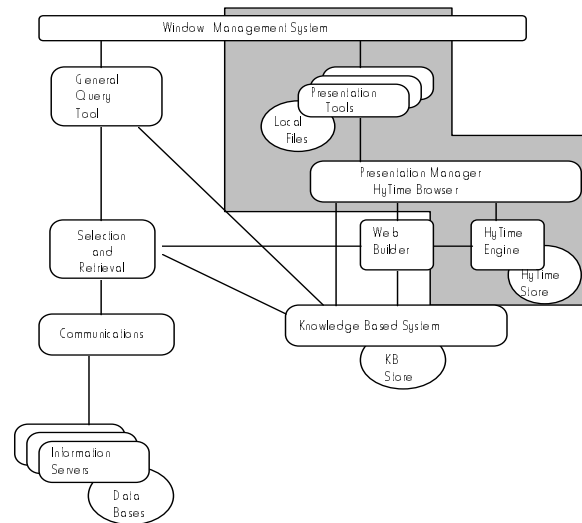 Window Management System
General
Query
Tool
Presentation
Tools
Local
Files
Presentation Manager
HyTime Browser
Selection
and
Retrieval
Web
Builder
HyTime
Engine
HyTime
Store
Communications
Knowledge Based System
KB
Store
Information
Servers
Data
Bases